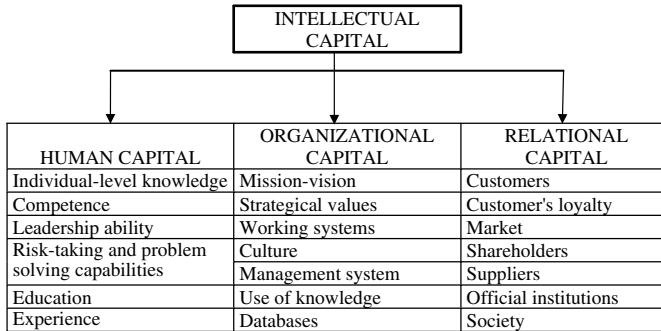 INTELLECTUAL
CAPITAL
HUMAN CAPITAL
ORGANIZATIONAL
CAPITAL
RELATIONAL
CAPITAL
Individual-level knowledge Mission-vision Customers
Competence Strategical values Customer's loyalty
Leadership ability Working systems Market
Risk-taking and problem
solving capabilities
Culture Shareholders
Management system Suppliers
Education Use of knowledge Official institutions
Experience Databases Society